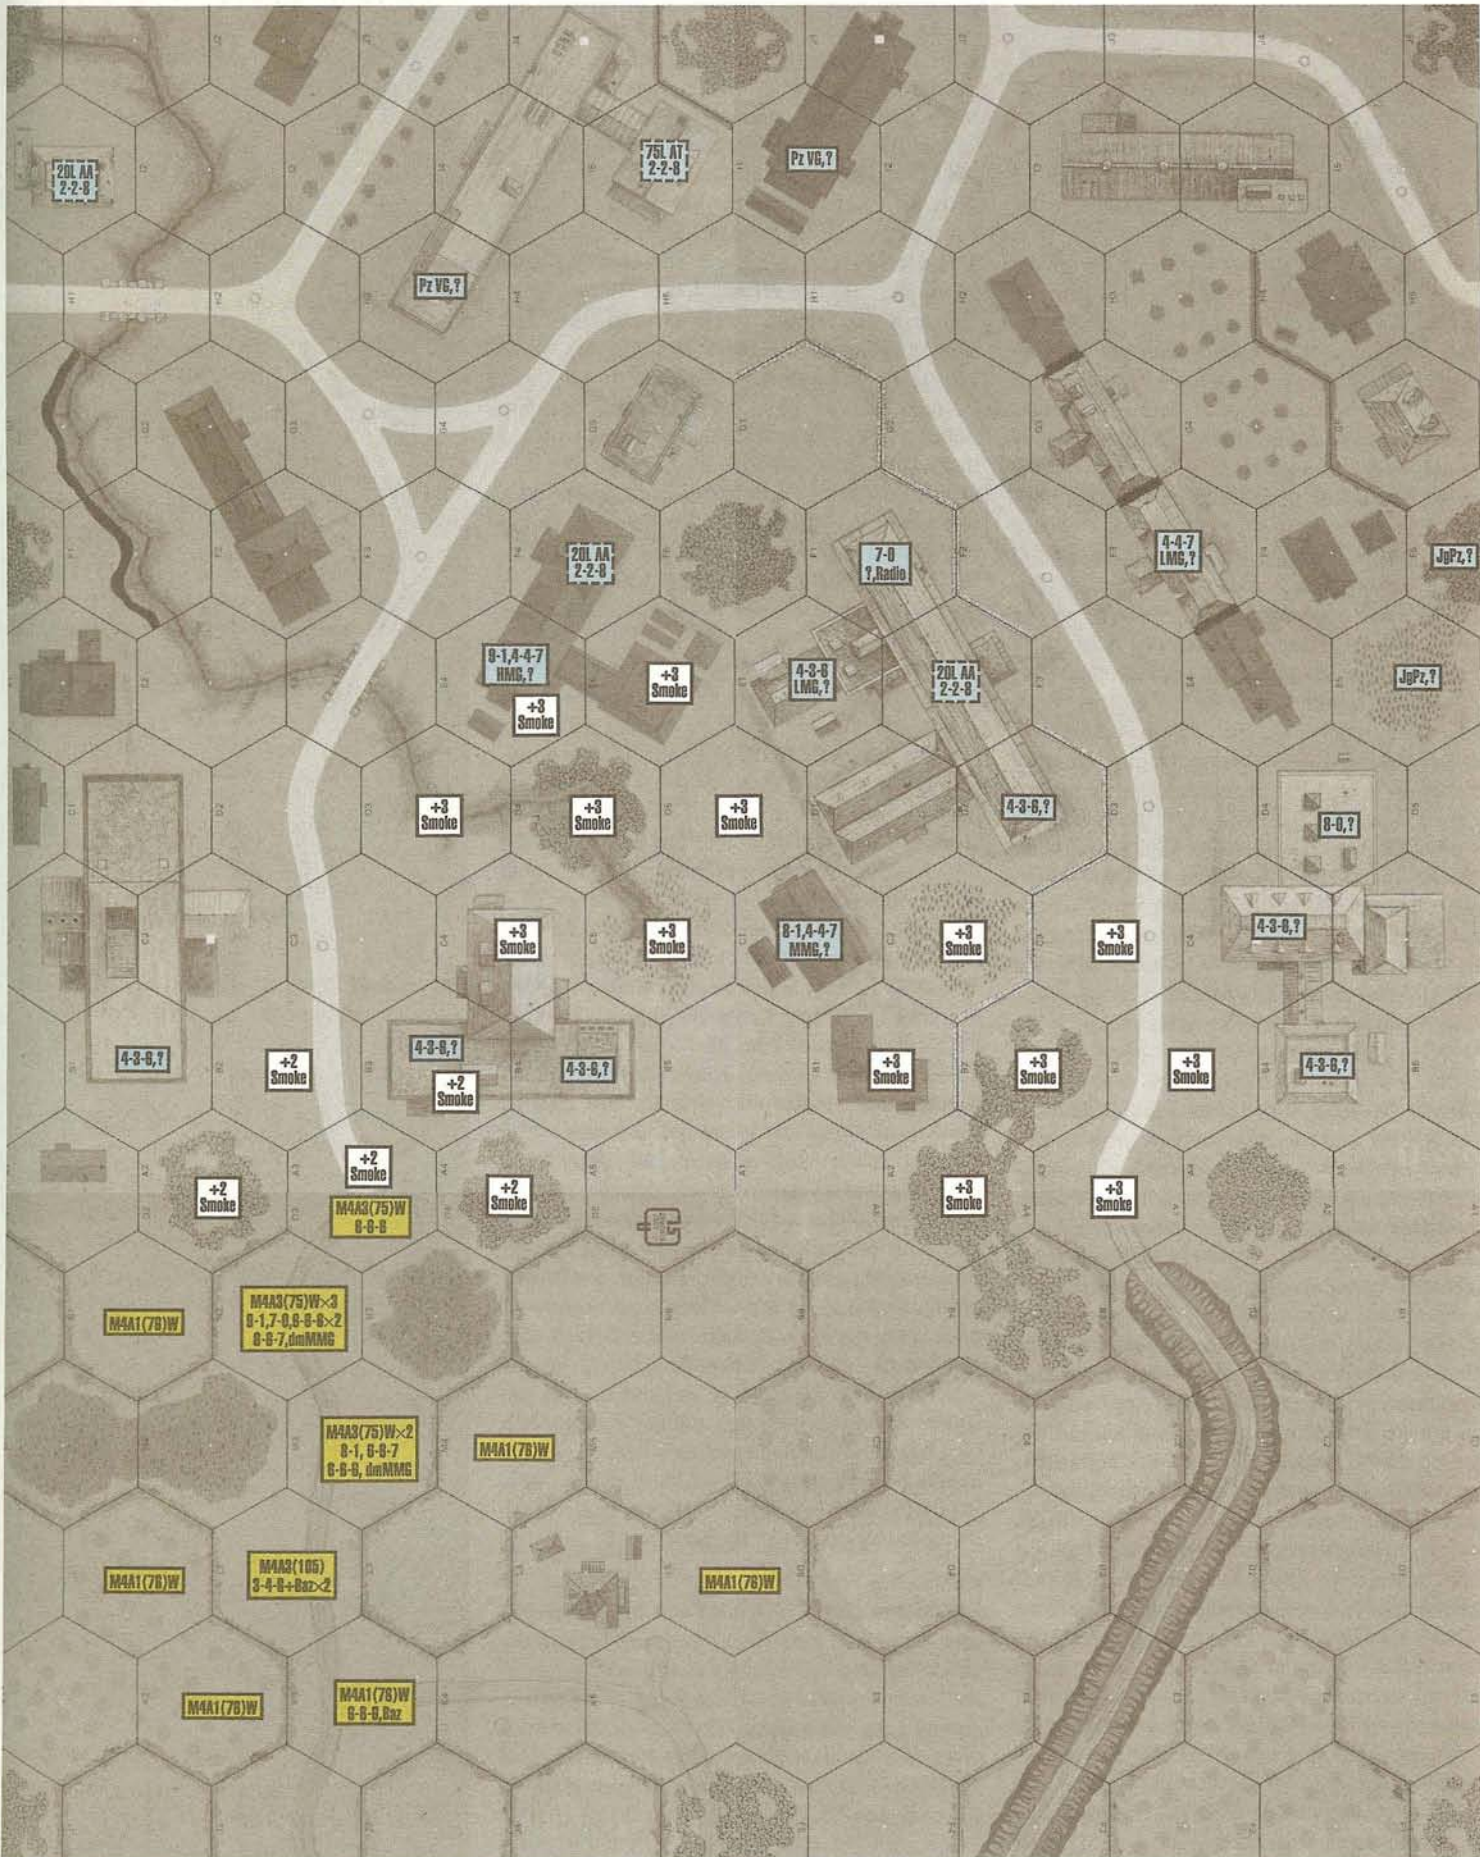 20L AA
2-2-8
75L AT
2-2-8
Pz VG,?
Pz VG,?
20L AA
2-2-8
7-0
?,Radio
4-4-7
LMG,?
JgPz,?
9-1,4-4-7
HMG,?
+3
Smoke
+3
Smoke
4-3-6
LMG,?
20L AA
2-2-8
JgPz,?
+3
Smoke
+3
Smoke
+3
Smoke
4-3-6,?
8-0,?
+3
Smoke
+3
Smoke
8-1,4-4-7
MMG,?
+3
Smoke
+3
Smoke
4-3-6,?
4-3-6,?
+2
Smoke
4-3-6,?
+2
Smoke
4-3-6,?
+3
Smoke
+3
Smoke
+3
Smoke
4-3-6,?
+2
Smoke
+2
Smoke
M4A3(75)W
6-6-6
+2
Smoke
+3
Smoke
+3
Smoke
M4A1(76)W
M4A3(75)W×3
9-1,7-0,6-6-6×2
6-6-7,dmMMG
M4A3(75)W×2
8-1, 6-6-7
6-6-6, dmMMG
M4A1(76)W
M4A1(76)W
M4A3(105)
3-4-6+Baz×2
M4A1(76)W
M4A1(76)W
M4A1(76)W
6-6-6,Baz